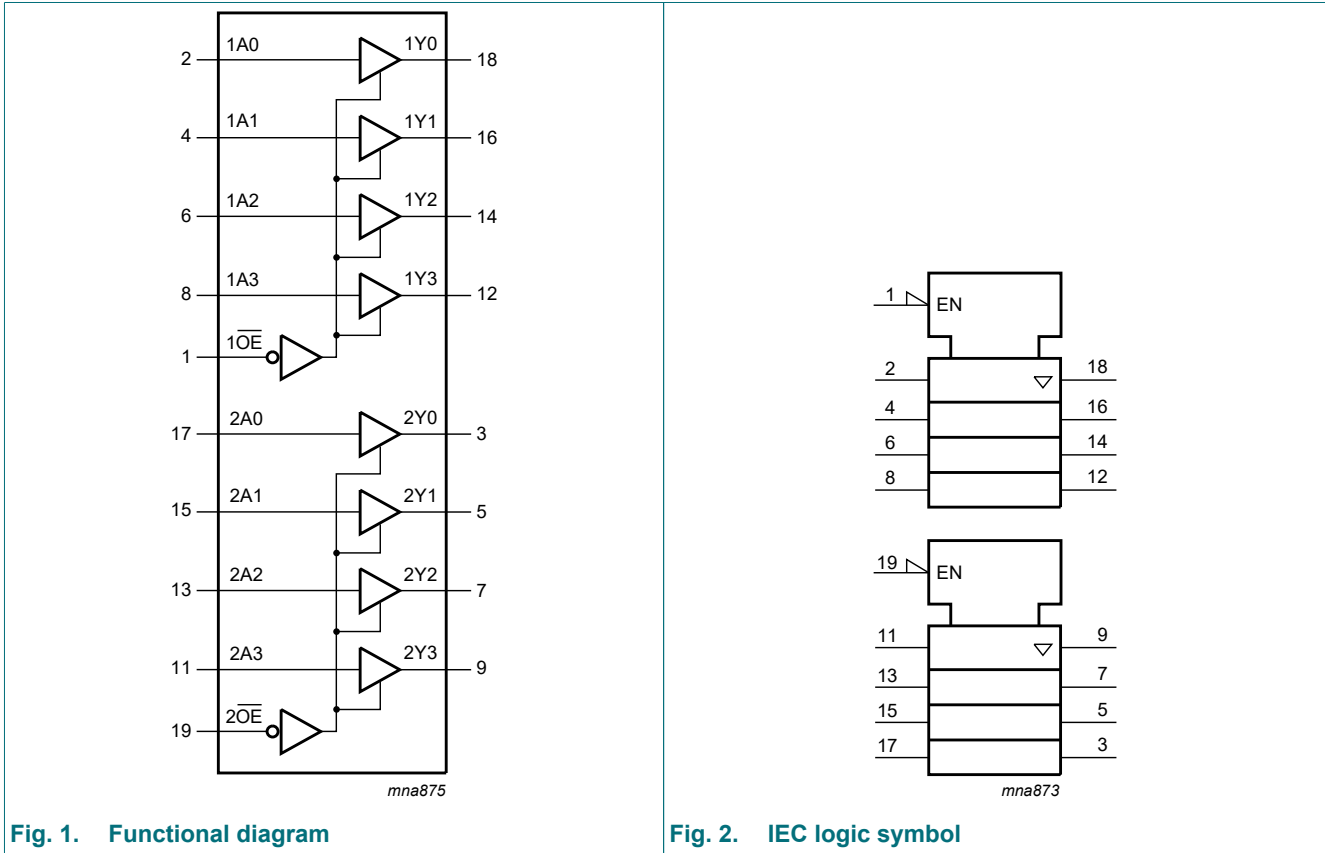 2 1A0 1Y0 18
4 1A1 1Y1 16
6 1A2 1Y2 14
8 1A3 1Y3 12
1 1O̅E̅
17 2A0 2Y0 3
15 2A1 2Y1 5
13 2A2 2Y2 7
11 2A3 2Y3 9
19 2O̅E̅
mna875
Fig. 1. Functional diagram
1 EN
2 18
4 16
6 14
8 12
19 EN
11 9
13 7
15 5
17 3
mna873
Fig. 2. IEC logic symbol